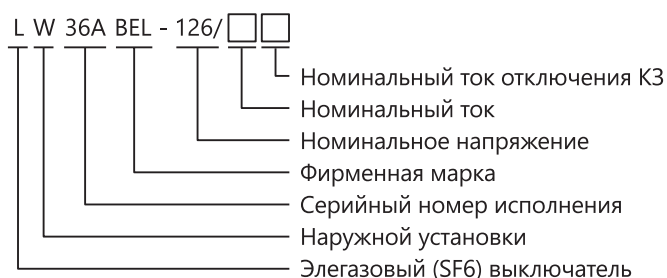 L W 36A BEL - 126/
Номинальный ток отключения КЗ
Номинальный ток
Номинальное напряжение
Фирменная марка
Серийный номер исполнения
Наружной установки
Элегазовый (SF6) выключатель